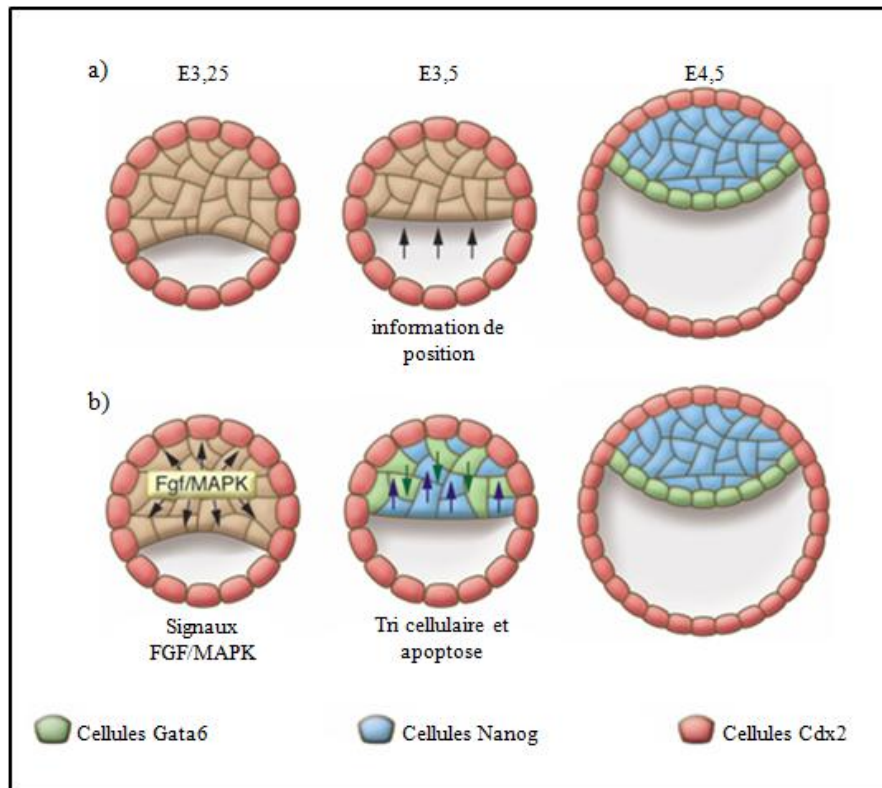 a)
E3,25
E3,5
E4,5
information de
position
b)
Fgf/MAPK
Signaux
FGF/MAPK
Tri cellulaire et
apoptose
Cellules Gata6
Cellules Nanog
Cellules Cdx2